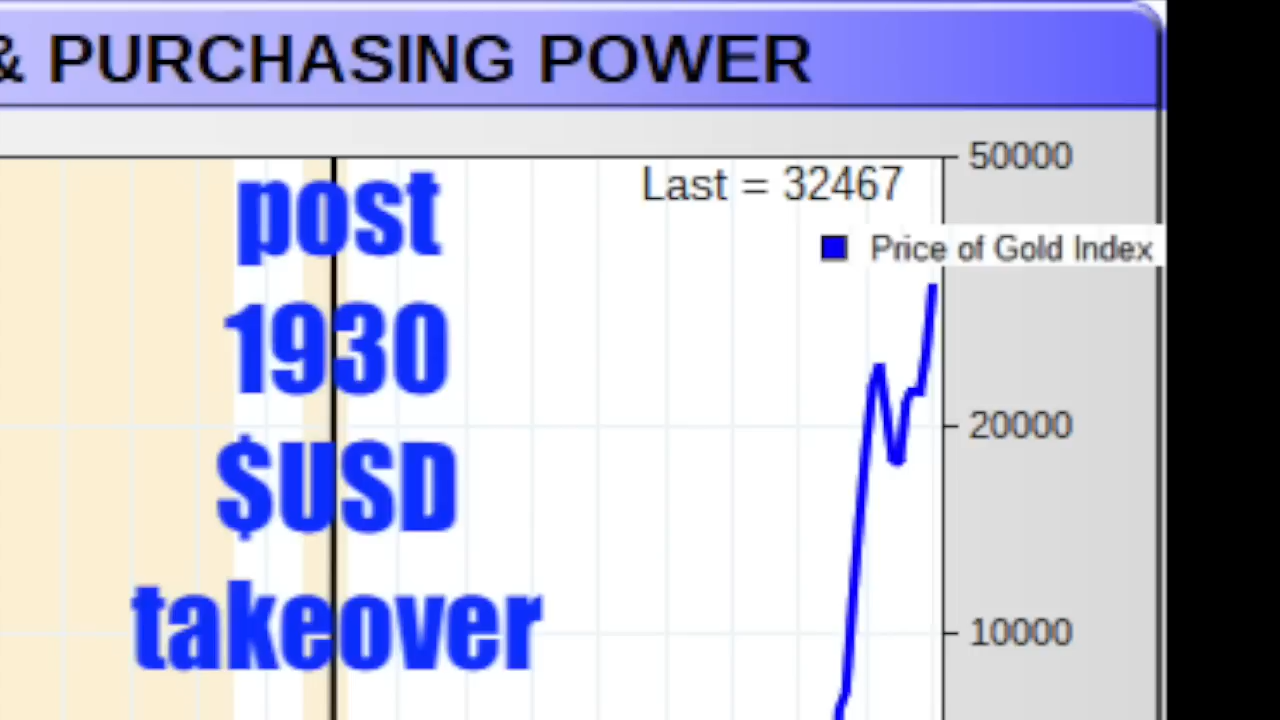 & PURCHASING POWER
50000
Last = 32467
Price of Gold Index
post
1930
$USD
takeover
20000
10000